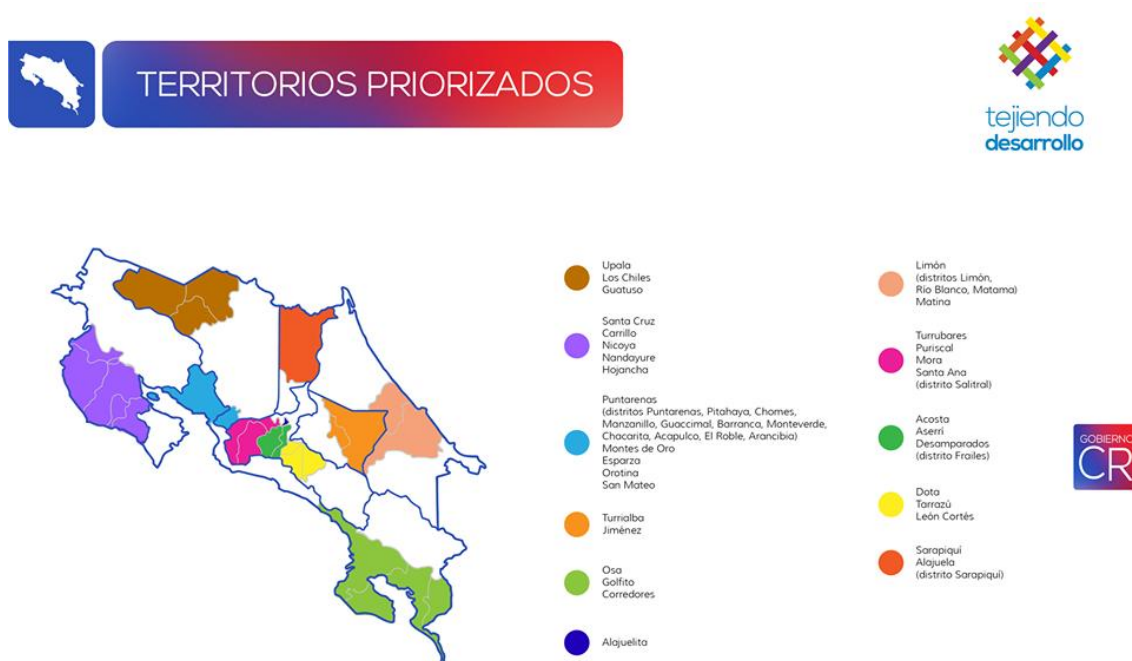 TERRITORIOS PRIORIZADOS
tejiendo
desarrollo
Upala
Los Chiles
Guatuso
Santa Cruz
Carrillo
Nicoya
Nandayure
Hojancha
Puntarenas
(distritos Puntarenas, Pitahaya, Chomes,
Manzanillo, Guaccimal, Barranca, Monteverde,
Chacarita, Acapulco, El Roble, Arancibia)
Montes de Oro
Esparza
Orotina
San Mateo
Turrialba
Jiménez
Osa
Golfito
Corredores
Alajuelita
Limón
(distritos Limón,
Río Blanco, Matama)
Matina
Turrubares
Puriscal
Mora
Santa Ana
(distrito Salitral)
Acosta
Aserrí
Desamparados
(distrito Frailes)
Dota
Tarrazú
León Cortés
Sarapiquí
Alajuela
(distrito Sarapiquí)
GOBIERNO
CR